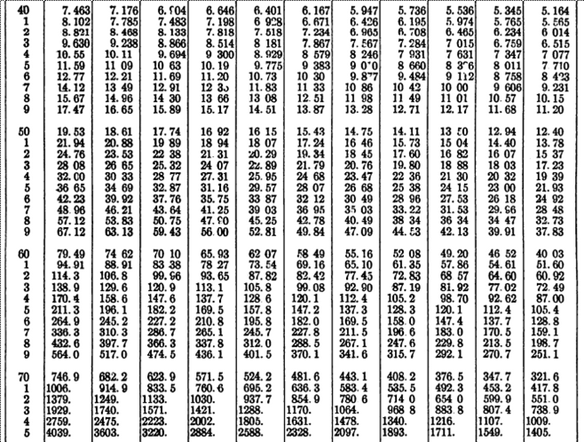 40 7.463 7.176 6.904 6.646 6.401 6.167 5.947 5.736 5.536 5.345 5.164
1 8.102 7.785 7.483 7.198 6 928 6.671 6.426 6.195 5.974 5.765 5.565
2 8.821 8.468 8.133 7.818 7.518 7.234 6.965 6.708 6.465 6.234 6 014
3 9.630 9.238 8.866 8.514 8 181 7.867 7.567 7.284 7 015 6.759 6.515
4 10.55 10.11 9.694 9 300 8.929 8.579 8 246 7 931 7 631 7 347 7.077
5 11.59 11 09 10 63 10.19 9.775 9 383 8 660 8 011 7 710
6 12.77 12.21 11.69 11.20 10.73 10 30 9.877 9.484 9 112 8 758 8 423
7 14.12 13 49 12.91 11.83 11 33 10 86 10 42 10 00 9 606 9.231
8 15.67 14.96 14 30 13 66 13 08 12.51 11 98 11 49 11 01 10.57 10.15
9 17.47 16.65 15.89 15.17 14.51 13.87 13.28 12.71 12.17 11.68 11.20
50 19.53 18.61 17.74 16 92 16 15 15.43 14.75 14.11 12.94 12.40
1 21.94 20.88 19 89 18 94 18 07 17.24 16 46 15.73 15 04 14.40 13.78
2 24.76 23.53 22 38 21.31 20.29 19.34 18 45 17.60 16 82 16 07 15.37
3 28 08 26 65 25.32 24 07 22.89 21.79 20.76 19.80 18 88 18 03 17.23
4 32.00 30 33 28.77 27.31 25.95 24 68 23.47 22 36 21 30 20 32 19.39
5 36 65 34 69 32.87 31.16 29.57 28 07 26 68 25 38 24 15 23 00 21.93
6 42.23 39.92 37.76 35.75 33 87 32 12 30 49 28 96 27.53 26 18 24.92
7 48.96 46.21 43.64 41.25 39 03 36.95 35 03 33.22 31.53 29.96 28 48
8 57.12 53.83 50.75 47.90 45.25 42.78 40.49 38 34 36 34 34 47 32.73
9 67.12 63.13 59.43 56 00 52.81 49.84 47.09 44.53 42.13 39.91 37.83
60 79.49 74 62 70 10 65.93 62 07 58 49 55.16 52 08 49.20 46 52 40 03
1 94.91 88.91 83 38 78 27 73.54 69.16 65.10 61.35 57.86 54.61 51.60
2 114.3 106.8 99.96 93.65 87.82 82.42 77.45 72.83 68 57 64.60 60.92
3 138.9 129.6 120.9 113.1 105.8 99.08 92.90 87.19 81.92 77.02 72.49
4 170.4 158.6 147.6 137.7 128 6 120.1 112.4 105.2 98.70 92.62 87.00
5 211.3 196.1 182.2 169.5 157.8 147.2 137.3 128.3 120.1 112.4 105.4
6 264.9 245.2 227.2 210.8 195.8 182.0 169.5 158 0 147.4 137.7 128.8
7 336.3 310.3 286.7 265.1 245.7 227.8 211.5 196.6 183.0 170.5 159.1
8 432.6 397.7 366.3 337.8 312.0 288.5 267.1 247.6 229.8 213.5 198.7
9 564.0 517.0 474.5 436.1 401.5 370.1 341.6 315.7 292.1 270.7 251.1
70 746.9 682.2 623.9 571.5 524.2 481.6 443.1 408.2 376.5 347.7 321.6
1 1006. 914.9 833.5 760.6 695.2 636.3 583.4 535.5 492.3 453.2 417.8
2 1379. 1249. 1133. 1030. 937.7 854.9 780 6 714 0 654 0 599.9 551.0
3 1929. 1740. 1571. 1421. 1288. 1170. 1064. 968 8 883.8 807.4 738.9
4 2759. 2475. 2223. 2002. 1805. 1631. 1478. 1340. 1216. 1107. 1009.
5 4039. 3603. 3220. 2884. 2588. 2328. 2097. 1893. 1711. 1549. 1405.